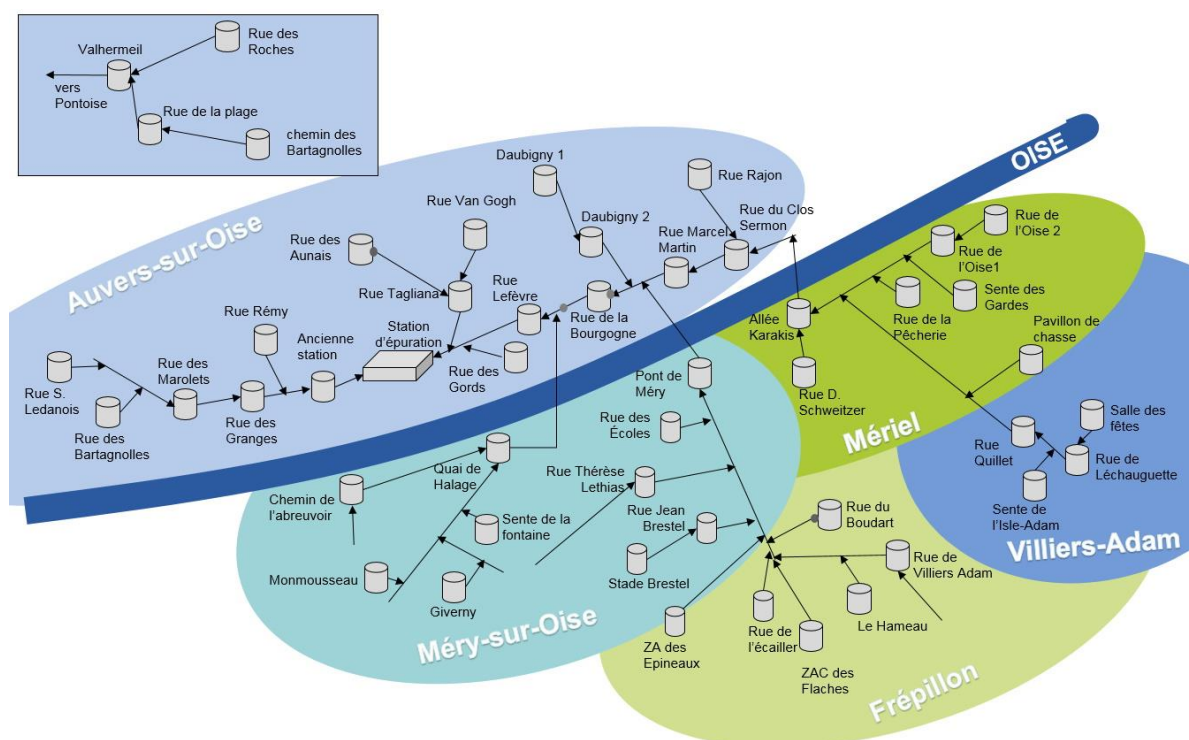 Valhermeil
Rue des
Roches
vers
Pontoise
Rue de la plage
chemin des
Bartagnolles
OISE
Auvers-sur-Oise
Daubigny 1
Rue Van Gogh
Daubigny 2
Rue Rajon
Rue du Clos
Sermon
Rue des
Aunais
Rue Marcel
Martin
Rue Tagliana
Rue
Lefèvre
Rue de la
Bourgogne
Rue Rémy
Ancienne
station
Station
d'épuration
Rue des
Gords
Rue S.
Ledanois
Rue des
Marolets
Rue des
Granges
Rue des
Bartagnolles
Rue de
l'Oise 2
Rue de
l'Oise1
Sente des
Gardes
Rue de la
Pêcherie
Allée
Karakis
Pavillon de
chasse
Rue D.
Schweitzer
Mériel
Pont de
Méry
Rue des
Écoles
Quai de
Halage
Rue Thérèse
Lethias
Chemin de
l'abreuvoir
Sente de la
fontaine
Rue Jean
Brestel
Monmousseau
Giverny
Stade Brestel
Méry-sur-Oise
Salle des
fêtes
Rue
Quillet
Rue de
Léchauguette
Sente de
l'Isle-Adam
Villiers-Adam
Rue du
Boudart
Rue de
Villiers Adam
Le Hameau
ZA des
Epineaux
Rue de
l'écailler
ZAC des
Flaches
Frépillon